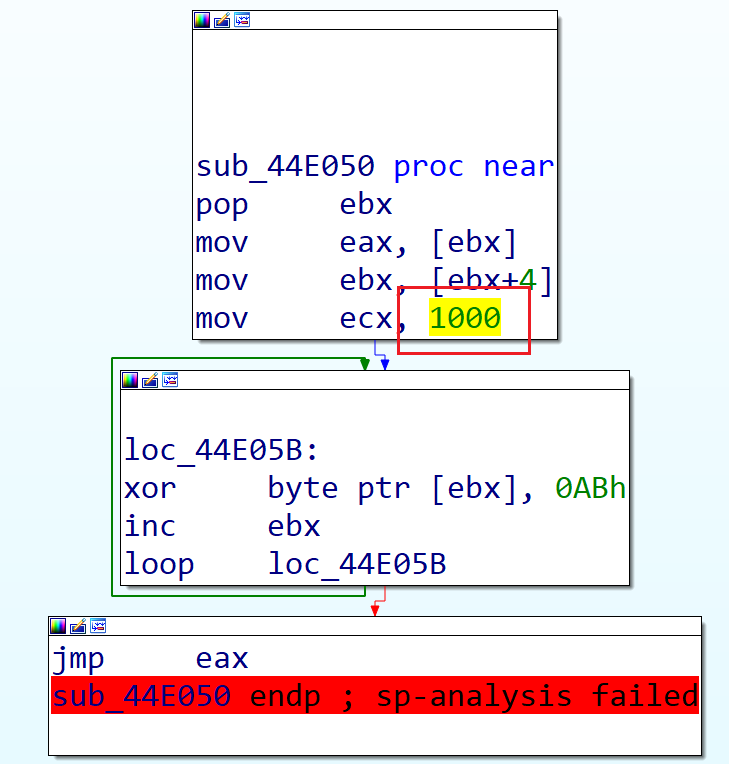 sub_44E050 proc near
pop ebx
mov eax, [ebx]
mov ebx, [ebx+4]
mov ecx, 1000
loc_44E05B:
xor byte ptr [ebx], 0ABh
inc ebx
loop loc_44E05B
jmp eax
sub_44E050 endp ; sp-analysis failed